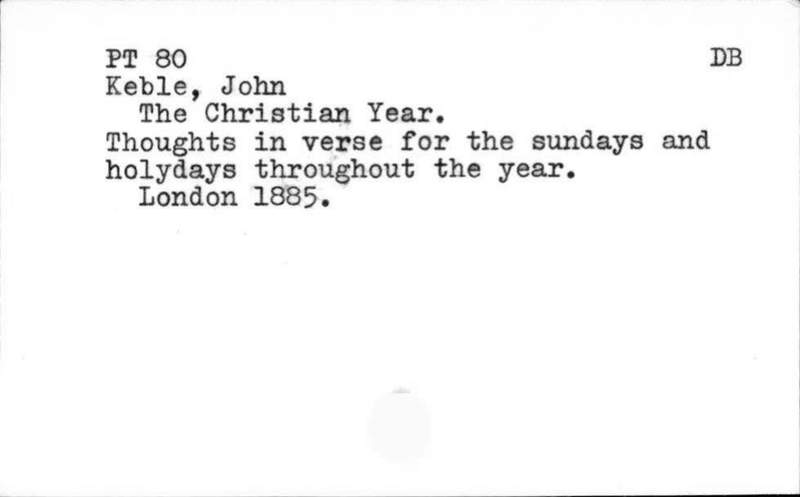 PT 80 DB
Keble, John
The Christian Year.
Thoughts in verse for the sundays and
holydays throughout the year.
London 1885.